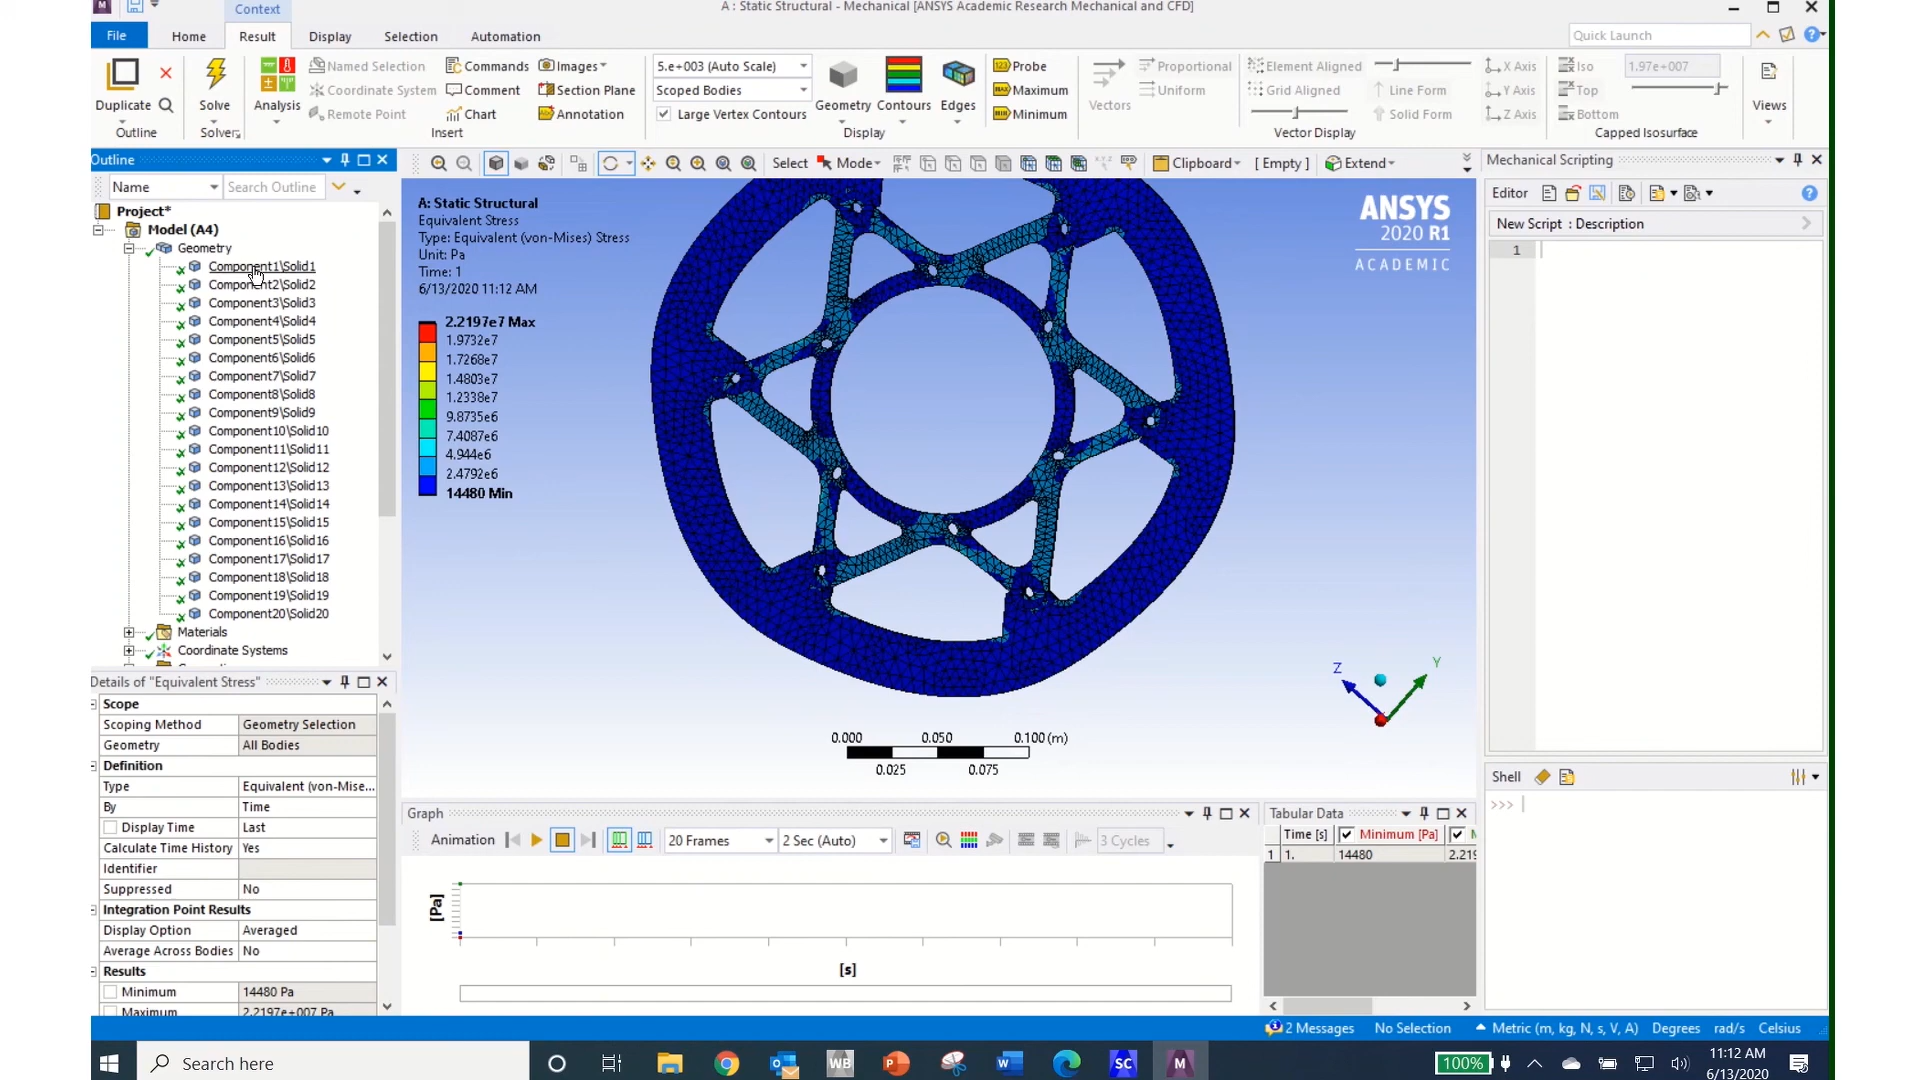 Context
A : Static Structural - Mechanical [ANSYS Academic Research Mechanical and CFD]
File
Home
Result
Display
Selection
Automation
Quick Launch
Duplicate
Outline
Solve
Solver
Analysis
Named Selection
Coordinate System
Remote Point
Commands
Comment
Chart
Images
Section Plane
Annotation
Insert
5.e+003 (Auto Scale)
Scoped Bodies
Large Vertex Contours
Geometry
Contours
Edges
Display
Probe
Maximum
Minimum
Vectors
Proportional
Uniform
Element Aligned
Grid Aligned
Line Form
Solid Form
X Axis
Y Axis
Z Axis
Vector Display
Iso
Top
Bottom
1.97e+007
Capped Isosurface
Views
Outline
Name
Search Outline
Project*
Model (A4)
Geometry
Component1\Solid1
Component2\Solid2
Component3\Solid3
Component4\Solid4
Component5\Solid5
Component6\Solid6
Component7\Solid7
Component8\Solid8
Component9\Solid9
Component10\Solid10
Component11\Solid11
Component12\Solid12
Component13\Solid13
Component14\Solid14
Component15\Solid15
Component16\Solid16
Component17\Solid17
Component18\Solid18
Component19\Solid19
Component20\Solid20
Materials
Coordinate Systems
Details of "Equivalent Stress"
Scope
Scoping Method Geometry Selection
Geometry All Bodies
Definition
Type Equivalent (von-Mise...
By Time
Display Time Last
Calculate Time History Yes
Identifier
Suppressed No
Integration Point Results
Display Option Averaged
Average Across Bodies No
Results
Minimum 14480 Pa
Maximum 2.2197e+007 Pa
Select
Mode
Clipboard
[ Empty ]
Extend
A: Static Structural
Equivalent Stress
Type: Equivalent (von-Mises) Stress
Unit: Pa
Time: 1
6/13/2020 11:12 AM
2.2197e7 Max
1.9732e7
1.7268e7
1.4803e7
1.2338e7
9.8735e6
7.4087e6
4.944e6
2.4792e6
14480 Min
ANSYS
2020 R1
ACADEMIC
Z
Y
0.000 0.050 0.100 (m)
0.025 0.075
Graph
Animation
20 Frames
2 Sec (Auto)
3 Cycles
[Pa]
[s]
Tabular Data
Time [s] Minimum [Pa]
1 1. 14480 2.219
Mechanical Scripting
Editor
New Script : Description
1
Shell
>>>
2 Messages
No Selection
Metric (m, kg, N, s, V, A)
Degrees
rad/s
Celsius
Search here
WB
SC
M
100%
11:12 AM
6/13/2020